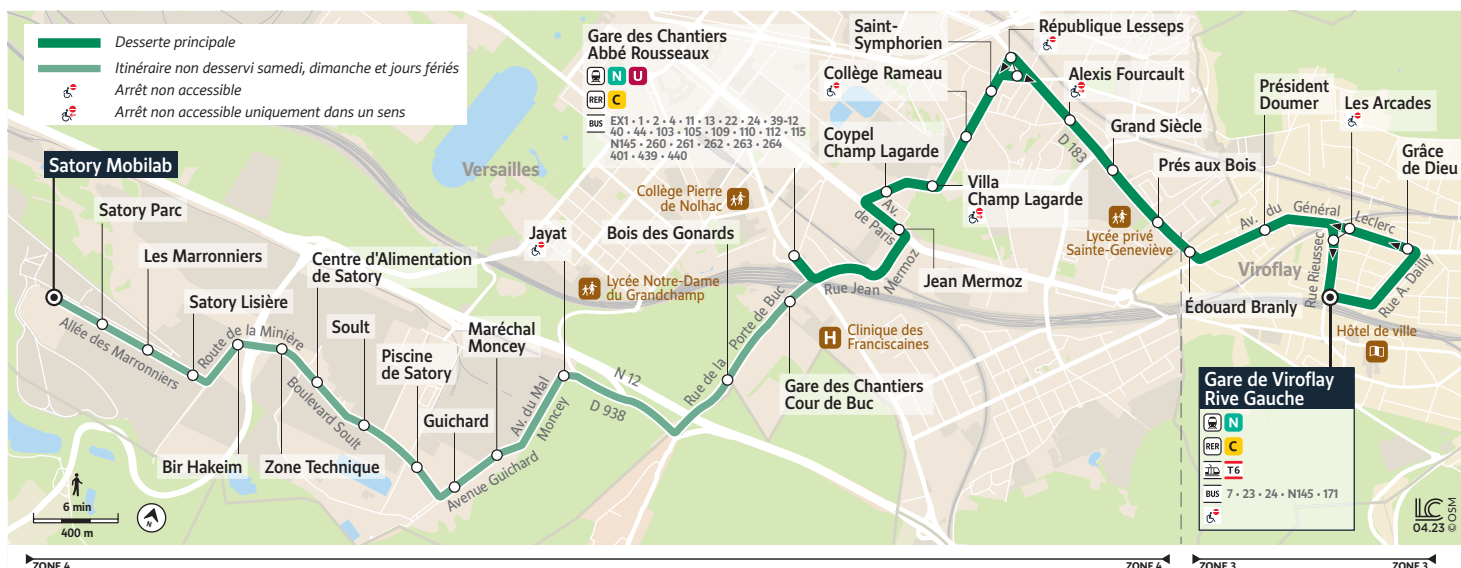 Desserte principale
Itinéraire non desservi samedi, dimanche et jours fériés
Arrêt non accessible
Arrêt non accessible uniquement dans un sens
Gare des Chantiers
Abbé Rousseaux
N U
RER C
BUS EX1 • 1 • 2 • 4 • 11 • 13 • 22 • 24 • 39-12
40 • 44 • 103 • 105 • 109 • 110 • 112 • 115
N145 • 260 • 261 • 262 • 263 • 264
401 • 439 • 440
Saint-
Symphorien
République Lesseps
Collège Rameau
Alexis Fourcault
Président
Doumer
Les Arcades
Coypel
Champ Lagarde
Grand Siècle
D 183
Prés aux Bois
Grâce
de Dieu
Satory Mobilab
Versailles
Villa
Champ Lagarde
Collège Pierre
de Nolhac
Av.
de Paris
Lycée privé
Sainte-Geneviève
Av. du Général Leclerc
Satory Parc
Jayat
Bois des Gonards
Les Marronniers
Centre d'Alimentation
de Satory
Lycée Notre-Dame
du Grandchamp
Rue Jean Mermoz
Jean Mermoz
Viroflay
Rue Rieussec
Rue A. Dailly
Édouard Branly
Hôtel de ville
Satory Lisière
Allée des Marronniers
Route de la Minière
Soult
Maréchal
Moncey
Rue de la Porte de Buc
H
Clinique des
Franciscaines
Piscine
de Satory
Boulevard Soult
N 12
D 938
Av. du Mal
Moncey
Gare des Chantiers
Cour de Buc
Guichard
Avenue Guichard
Bir Hakeim
Zone Technique
Gare de Viroflay
Rive Gauche
N
RER C
T6
BUS 7 • 23 • 24 • N145 • 171
6 min
400 m
N
LC
04.23 © OSM
ZONE 4
ZONE 4
ZONE 3
ZONE 3